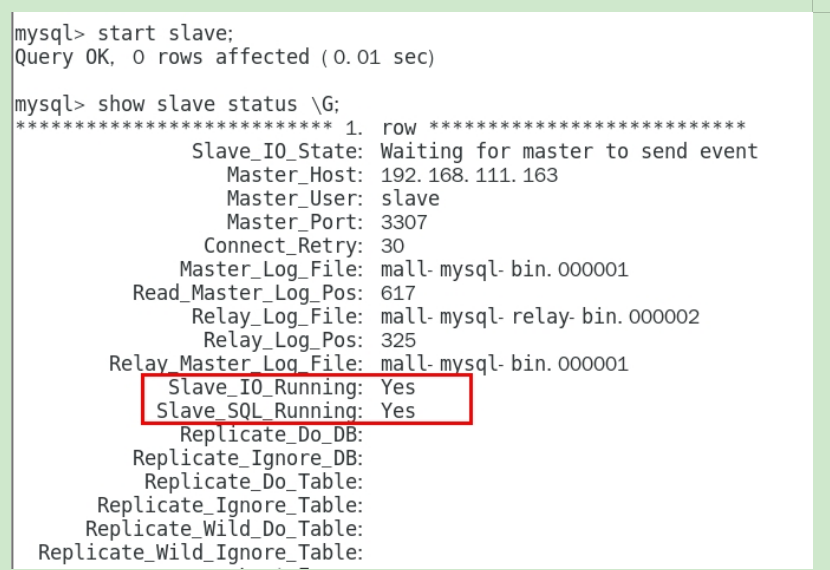 mysql> start slave;
Query OK, 0 rows affected (0.01 sec)
mysql> show slave status \G;
*************************** 1. row ***************************
Slave_IO_State: Waiting for master to send event
Master_Host: 192.168.111.163
Master_User: slave
Master_Port: 3307
Connect_Retry: 30
Master_Log_File: mall-mysql-bin.000001
Read_Master_Log_Pos: 617
Relay_Log_File: mall-mysql-relay-bin.000002
Relay_Log_Pos: 325
Relay_Master_Log_File: mall-mysql-bin.000001
Slave_IO_Running: Yes
Slave_SQL_Running: Yes
Replicate_Do_DB:
Replicate_Ignore_DB:
Replicate_Do_Table:
Replicate_Ignore_Table:
Replicate_Wild_Do_Table:
Replicate_Wild_Ignore_Table: